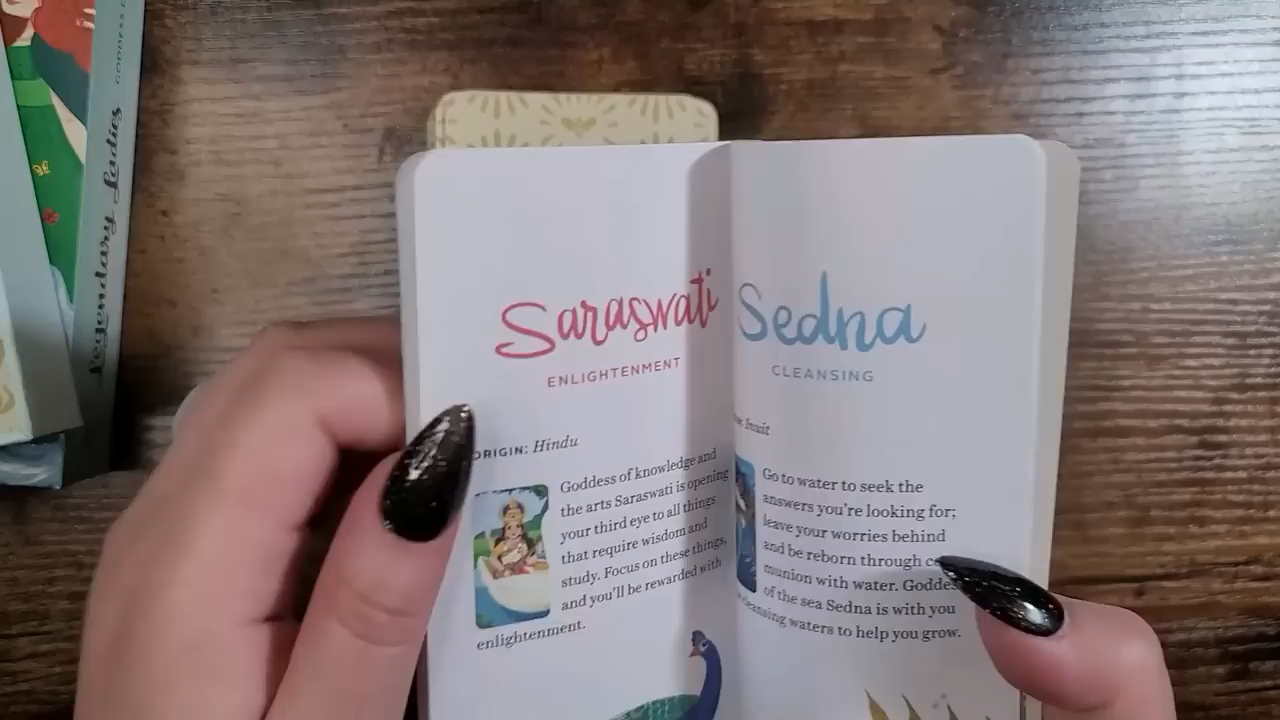 GODDESS
Legendary Ladies
Saraswati
ENLIGHTENMENT
ORIGIN: Hindu
Goddess of knowledge and
the arts Saraswati is opening
your third eye to all things
that require wisdom and
study. Focus on these things,
and you'll be rewarded with
enlightenment.
Sedna
CLEANSING
Inuit
Go to water to seek the
answers you're looking for;
leave your worries behind
and be reborn through
munion with water.
of the sea Sedna is with you
cleansing waters to help you grow.